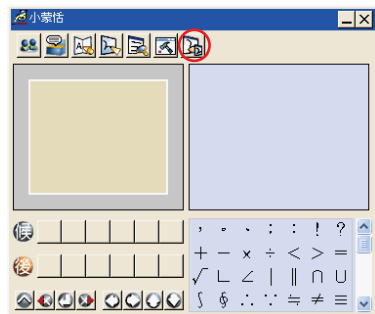 小蒙恬
候
後
， 。 、 ： ： ！ ？
＋ － × ÷ ＜ ＞ ＝
√ ∟ ∠ ｜ ∥ ∩ ∪
∫ ∮ ∴ ∵ ≒ ≠ ≡